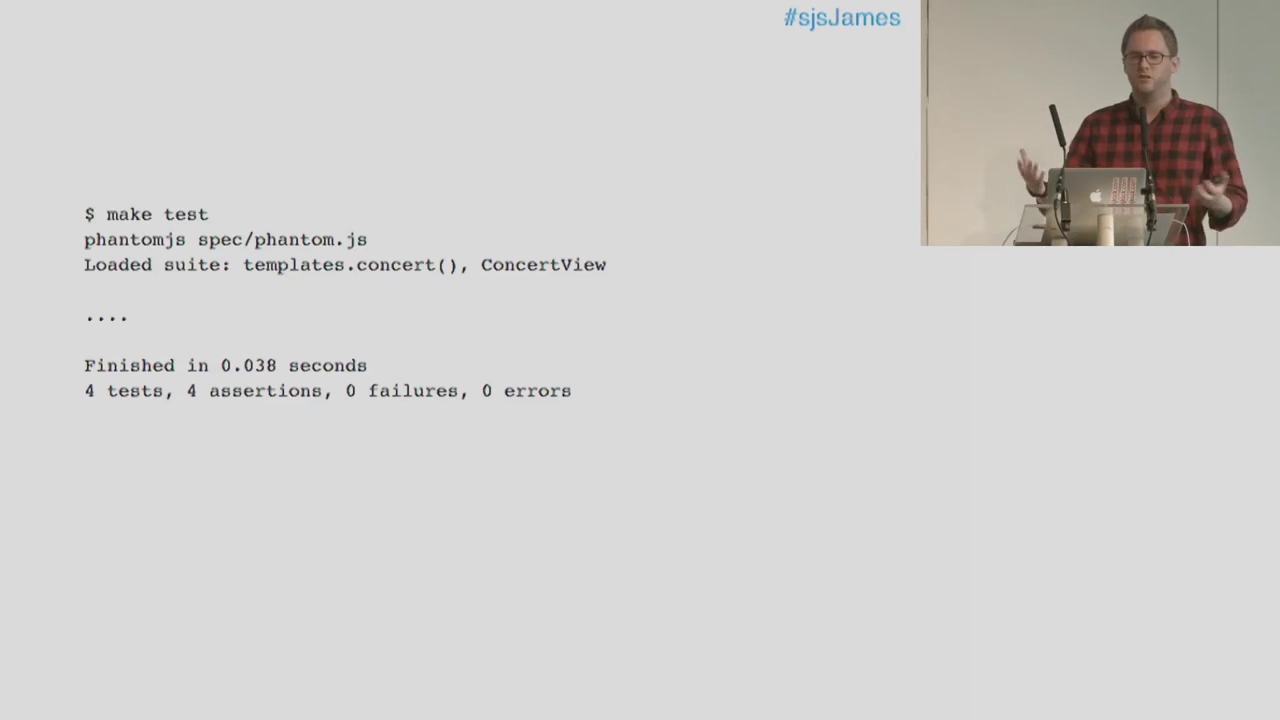 #sjsJames
$ make test
phantomjs spec/phantom.js
Loaded suite: templates.concert(), ConcertView
....
Finished in 0.038 seconds
4 tests, 4 assertions, 0 failures, 0 errors